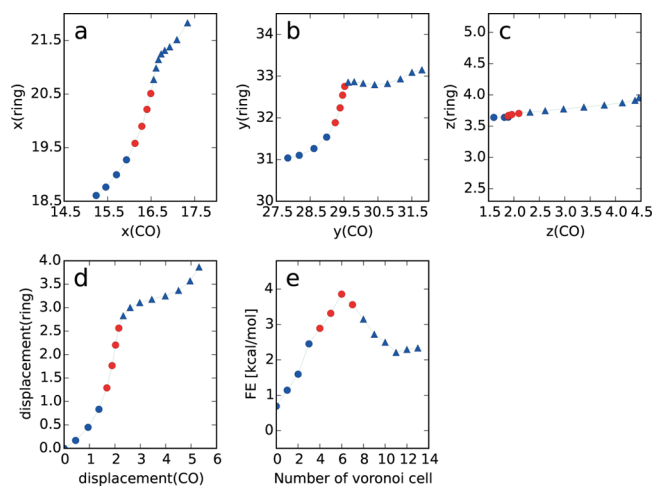 a
21.5
20.5
19.5
18.5
x(ring)
14.5 15.5 16.5 17.5
x(CO)
b
34
33
32
31
30
y(ring)
27.5 28.5 29.5 30.5 31.5
y(CO)
c
5.0
4.5
4.0
3.5
3.0
2.5
z(ring)
1.5 2.0 2.5 3.0 3.5 4.0 4.5
z(CO)
d
4.0
3.5
3.0
2.5
2.0
1.5
1.0
0.5
0.0
displacement(ring)
0 1 2 3 4 5 6
displacement(CO)
e
4
3
2
1
0
FE [kcal/mol]
0 2 4 6 8 10 12 14
Number of voronoi cell